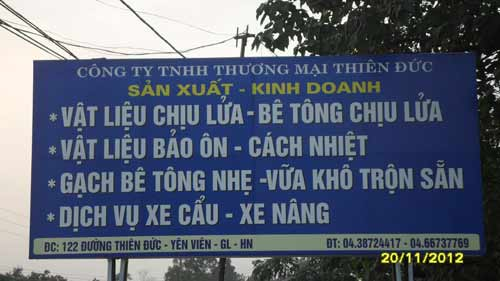 CÔNG TY TNHH THƯƠNG MẠI THIÊN ĐỨC
SẢN XUẤT - KINH DOANH
* VẬT LIỆU CHỊU LỬA - BÊ TÔNG CHỊU LỬA
* VẬT LIỆU BẢO ÔN - CÁCH NHIỆT
* GẠCH BÊ TÔNG NHẸ -VỮA KHÔ TRỘN SẴN
* DỊCH VỤ XE CẨU - XE NÂNG
ĐC: 122 ĐƯỜNG THIÊN ĐỨC - YÊN VIÊN - GL - HN ĐT: 04.38724417 - 04.66737769
20/11/2012